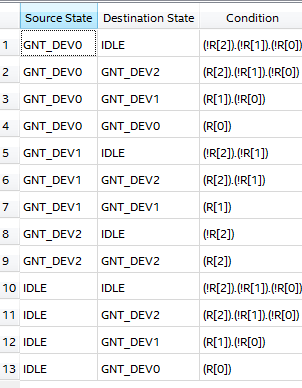 Source State Destination State Condition
1 GNT_DEV0 IDLE (!R[2]).(!R[1]).(!R[0])
2 GNT_DEV0 GNT_DEV2 (R[2]).(!R[1]).(!R[0])
3 GNT_DEV0 GNT_DEV1 (R[1]).(!R[0])
4 GNT_DEV0 GNT_DEV0 (R[0])
5 GNT_DEV1 IDLE (!R[2]).(!R[1])
6 GNT_DEV1 GNT_DEV2 (R[2]).(!R[1])
7 GNT_DEV1 GNT_DEV1 (R[1])
8 GNT_DEV2 IDLE (!R[2])
9 GNT_DEV2 GNT_DEV2 (R[2])
10 IDLE IDLE (!R[2]).(!R[1]).(!R[0])
11 IDLE GNT_DEV2 (R[2]).(!R[1]).(!R[0])
12 IDLE GNT_DEV1 (R[1]).(!R[0])
13 IDLE GNT_DEV0 (R[0])